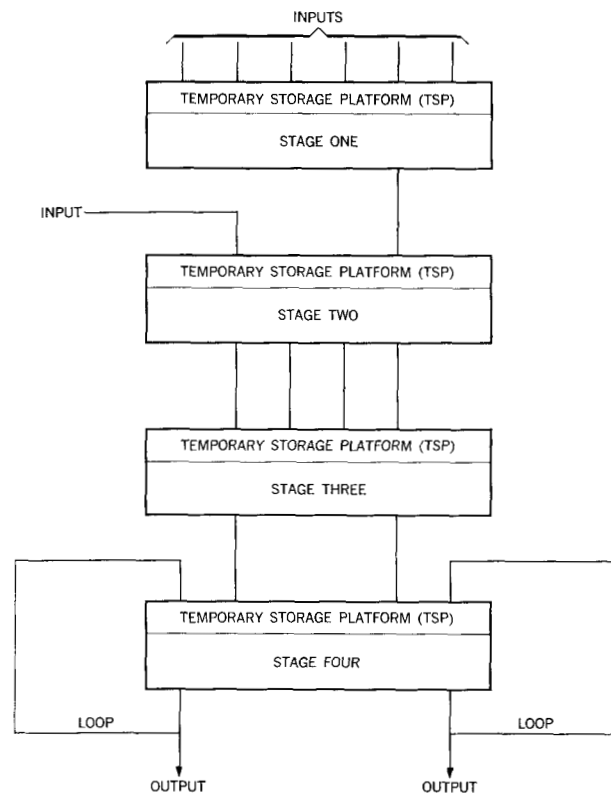 INPUTS
TEMPORARY STORAGE PLATFORM (TSP)
STAGE ONE
INPUT
TEMPORARY STORAGE PLATFORM (TSP)
STAGE TWO
TEMPORARY STORAGE PLATFORM (TSP)
STAGE THREE
TEMPORARY STORAGE PLATFORM (TSP)
STAGE FOUR
LOOP
LOOP
OUTPUT
OUTPUT